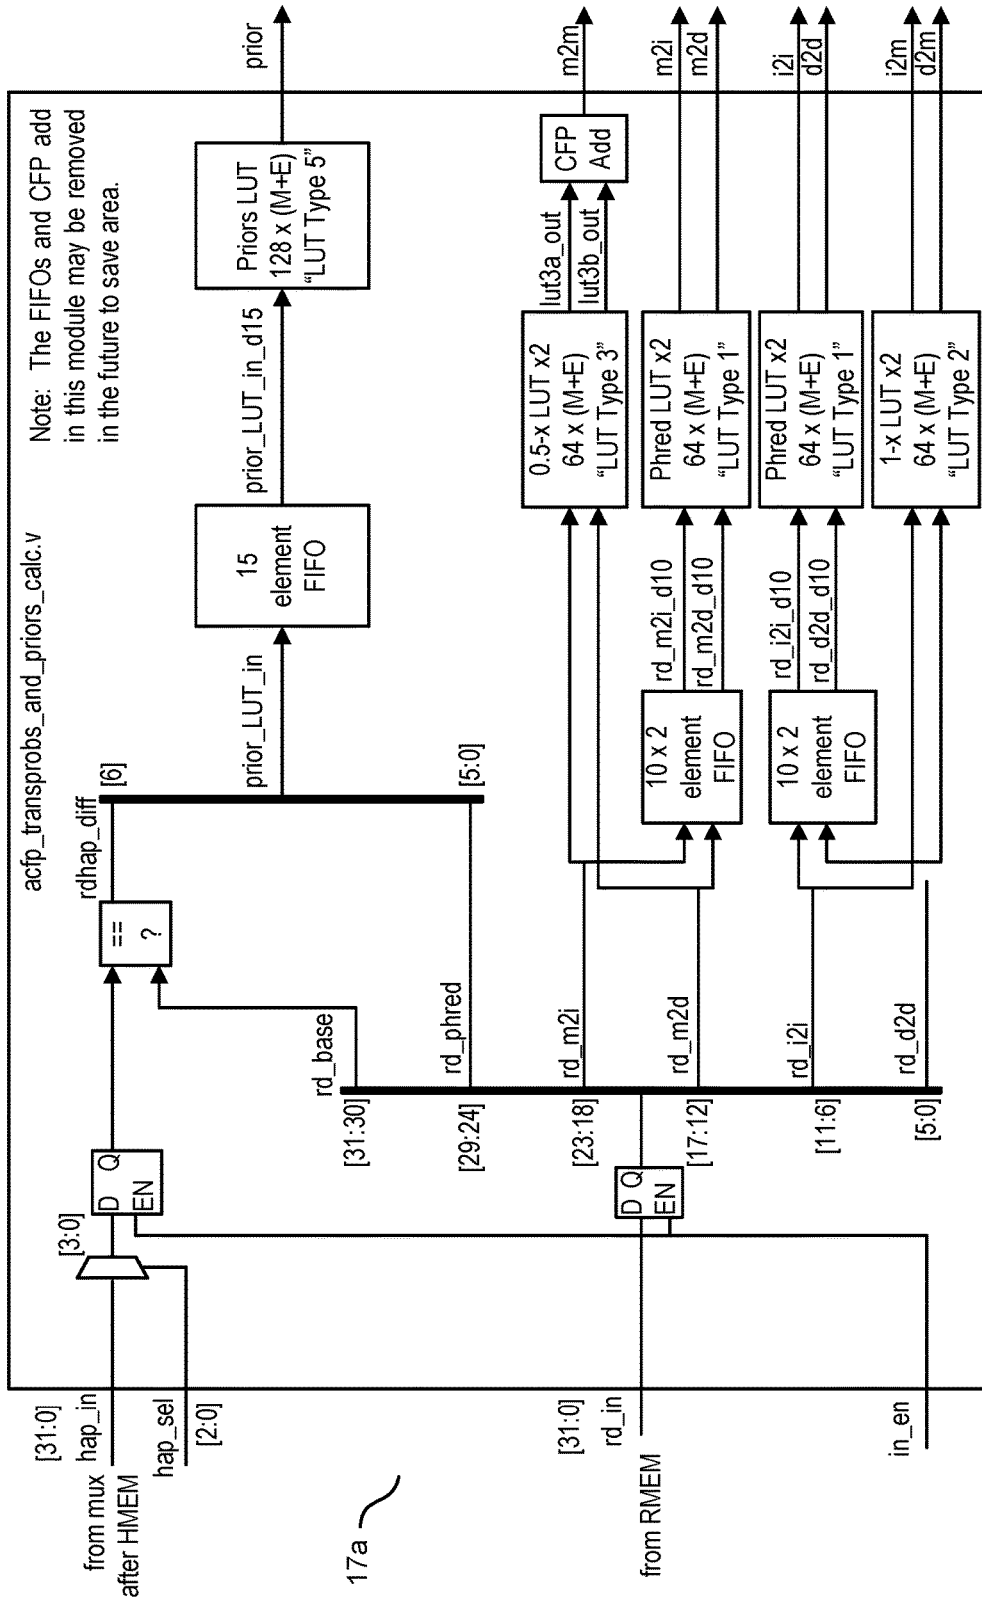 acfp_transprobs_and_priors_calc.v
Note: The FIFOs and CFP add
in this module may be removed
in the future to save area.
[31:0]
from mux
after HMEM
hap_in
hap_sel
[2:0]
[3:0]
D Q
EN
==
?
rdhap_diff
[6]
prior_LUT_in
[5:0]
15
element
FIFO
prior_LUT_in_d15
Priors LUT
128 x (M+E)
“LUT Type 5”
prior
rd_base
[31:30]
rd_phred
[29:24]
17a
[31:0]
rd_in
from RMEM
D Q
EN
rd_m2i
[23:18]
rd_m2d
[17:12]
rd_i2i
[11:6]
rd_d2d
[5:0]
in_en
10 x 2
element
FIFO
rd_m2i_d10
rd_m2d_d10
10 x 2
element
FIFO
rd_i2i_d10
rd_d2d_d10
0.5-x LUT x2
64 x (M+E)
“LUT Type 3”
lut3a_out
lut3b_out
CFP
Add
m2m
Phred LUT x2
64 x (M+E)
“LUT Type 1”
m2i
m2d
Phred LUT x2
64 x (M+E)
“LUT Type 1”
i2i
d2d
1-x LUT x2
64 x (M+E)
“LUT Type 2”
i2m
d2m